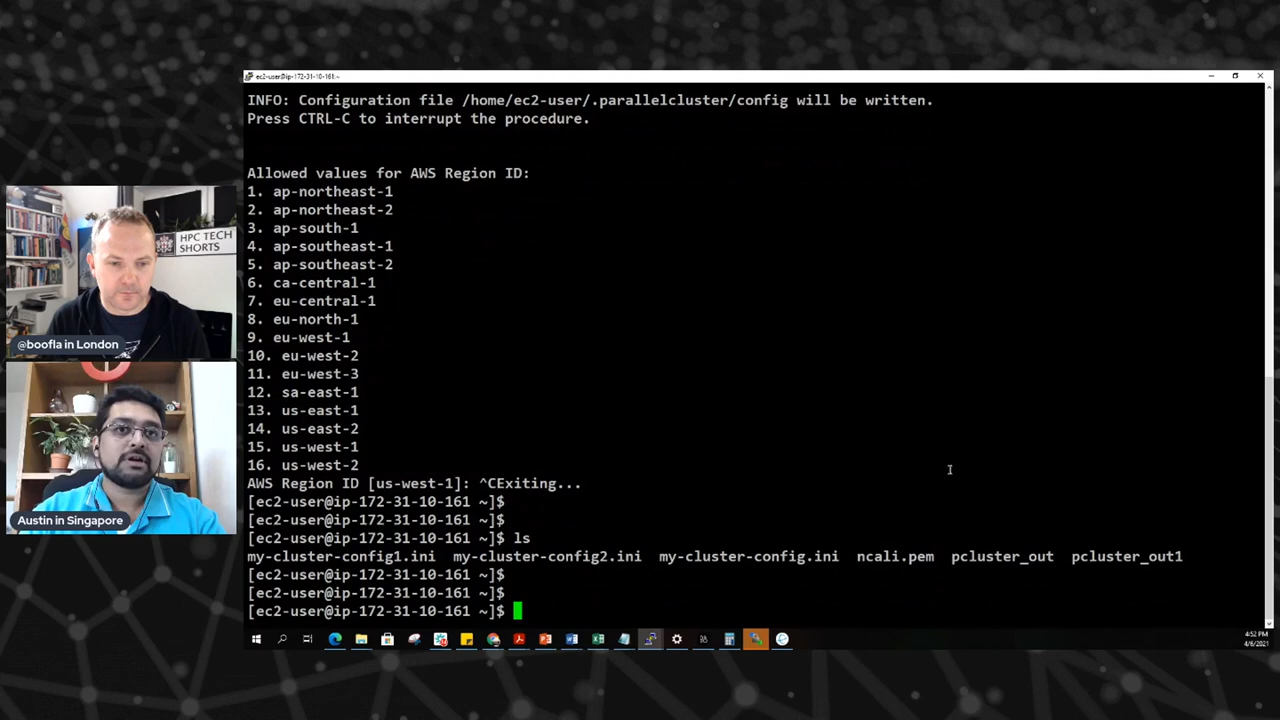 ec2-user@ip-172-31-10-161:~
INFO: Configuration file /home/ec2-user/.parallelcluster/config will be written.
Press CTRL-C to interrupt the procedure.
Allowed values for AWS Region ID:
1. ap-northeast-1
2. ap-northeast-2
3. ap-south-1
4. ap-southeast-1
5. ap-southeast-2
6. ca-central-1
7. eu-central-1
8. eu-north-1
9. eu-west-1
10. eu-west-2
11. eu-west-3
12. sa-east-1
13. us-east-1
14. us-east-2
15. us-west-1
16. us-west-2
AWS Region ID [us-west-1]: ^CExiting...
[ec2-user@ip-172-31-10-161 ~]$
[ec2-user@ip-172-31-10-161 ~]$
[ec2-user@ip-172-31-10-161 ~]$ ls
my-cluster-config1.ini my-cluster-config2.ini my-cluster-config.ini ncali.pem pcluster_out pcluster_out1
[ec2-user@ip-172-31-10-161 ~]$
[ec2-user@ip-172-31-10-161 ~]$
[ec2-user@ip-172-31-10-161 ~]$
HPC TECH
SHORTS
@boofla in London
Austin in Singapore
4:52 PM
4/6/2021